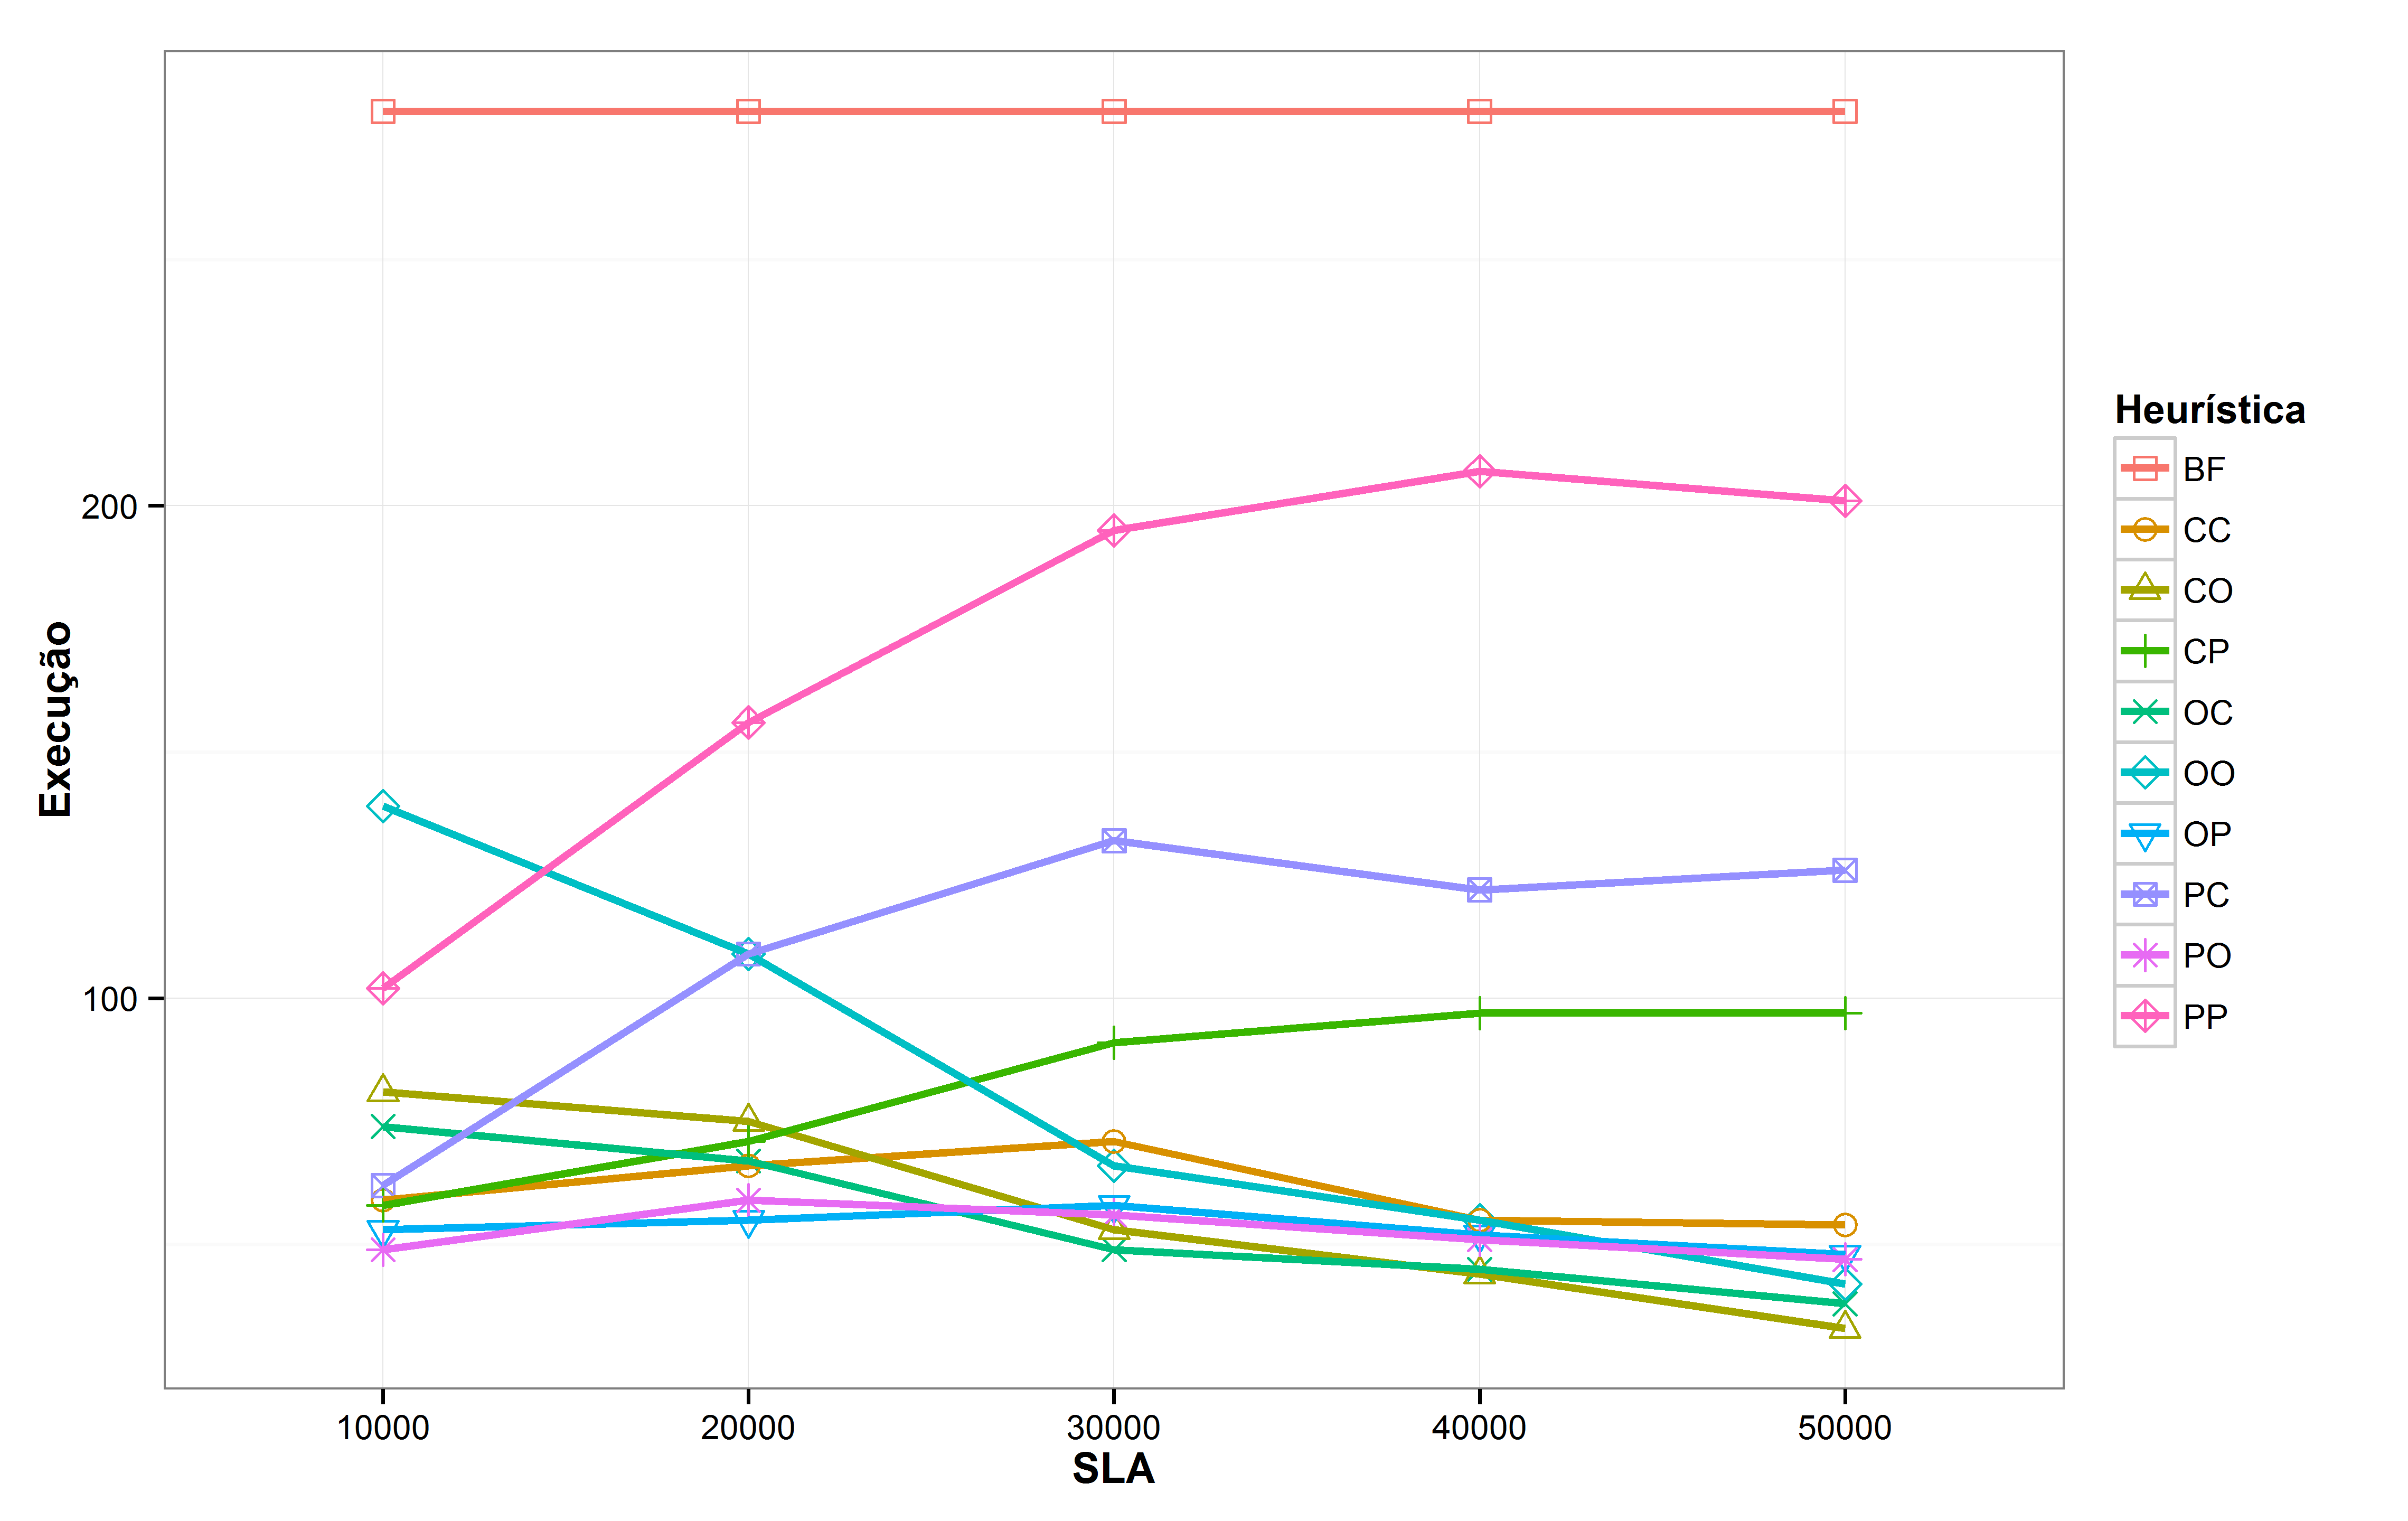 200
100
Execução
10000 20000 30000 40000 50000
SLA
Heurística
BF
CC
CO
CP
OC
OO
OP
PC
PO
PP